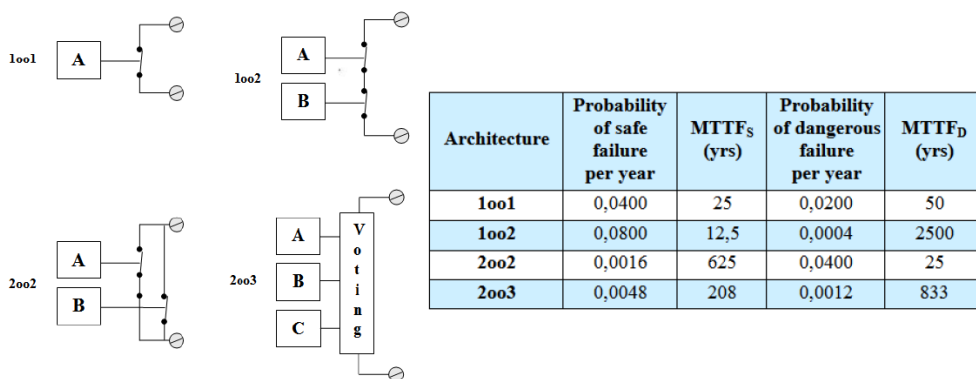 1oo1
A
1oo2
A
B
2oo2
A
B
2oo3
A
B
C
V
o
t
i
n
g
Architecture
Probability
of safe
failure
per year
MTTFS
(yrs)
Probability
of dangerous
failure
per year
MTTFD
(yrs)
1oo1 0,0400 25 0,0200 50
1oo2 0,0800 12,5 0,0004 2500
2oo2 0,0016 625 0,0400 25
2oo3 0,0048 208 0,0012 833